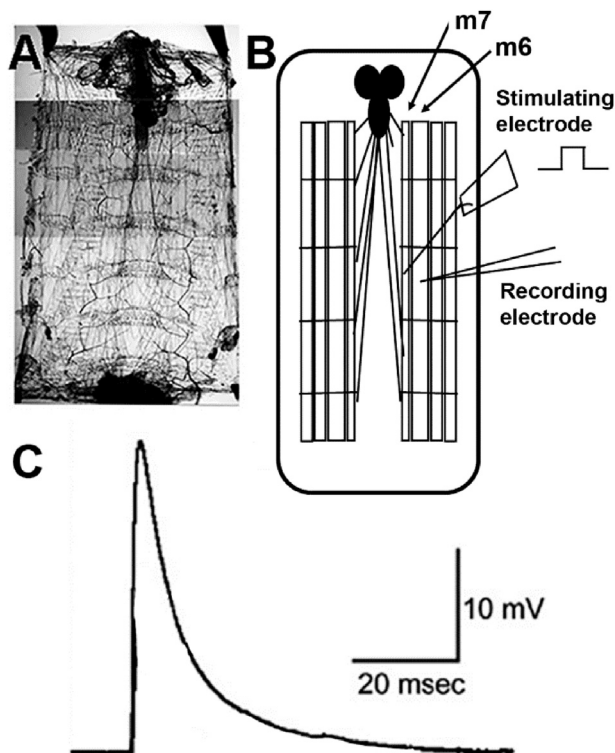 A
B
m7
m6
Stimulating
electrode
Recording
electrode
C
10 mV
20 msec